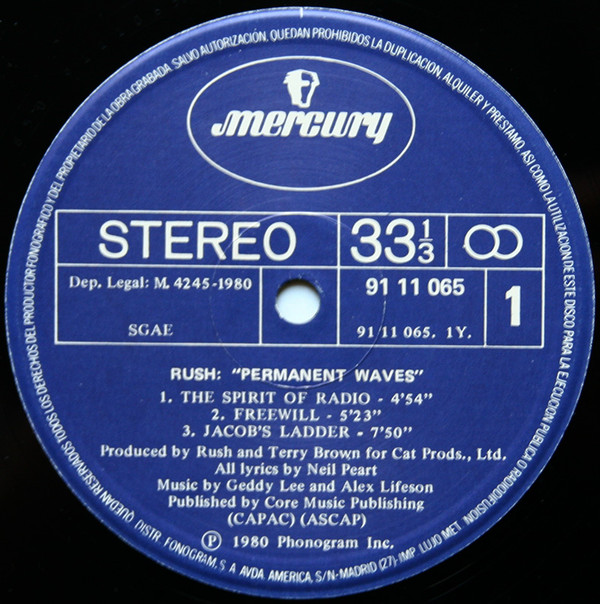 QUEDAN RESERVADOS TODOS LOS DERECHOS DEL PRODUCTOR FONOGRAFICO Y DEL PROPIETARIO DE LA OBRA GRABADA. SALVO AUTORIZACIÓN, QUEDAN PROHIBIDOS LA DUPLICACION, ALQUILER Y PRESTAMO, ASI COMO LA UTILIZACION DE ESTE DISCO PARA LA EJECUCION PUBLICA O RADIODIFUSION.
mercury
STEREO
33 1/3
Dep. Legal: M. 4245-1980
91 11 065
1
SGAE
91 11 065. 1Y.
RUSH: "PERMANENT WAVES"
1. THE SPIRIT OF RADIO - 4'54"
2. FREEWILL - 5'23"
3. JACOB'S LADDER - 7'50"
Produced by Rush and Terry Brown for Cat Prods., Ltd.
All lyrics by Neil Peart
Music by Geddy Lee and Alex Lifeson
Published by Core Music Publishing
(CAPAC) (ASCAP)
Ⓟ 1980 Phonogram Inc.
DISTR. FONOGRAM, S.A. AVDA. AMERICA, S/N-MADRID (27)-IMP. LUJO MET.